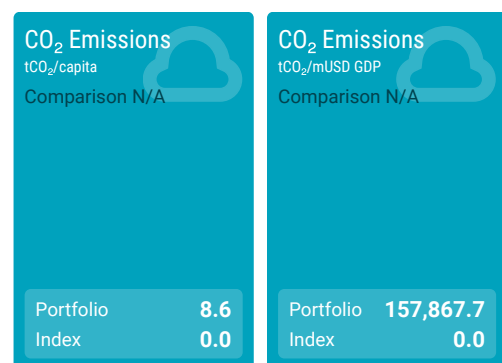 CO₂ Emissions
tCO₂/capita
Comparison N/A
Portfolio 8.6
Index 0.0
CO₂ Emissions
tCO₂/mUSD GDP
Comparison N/A
Portfolio 157,867.7
Index 0.0